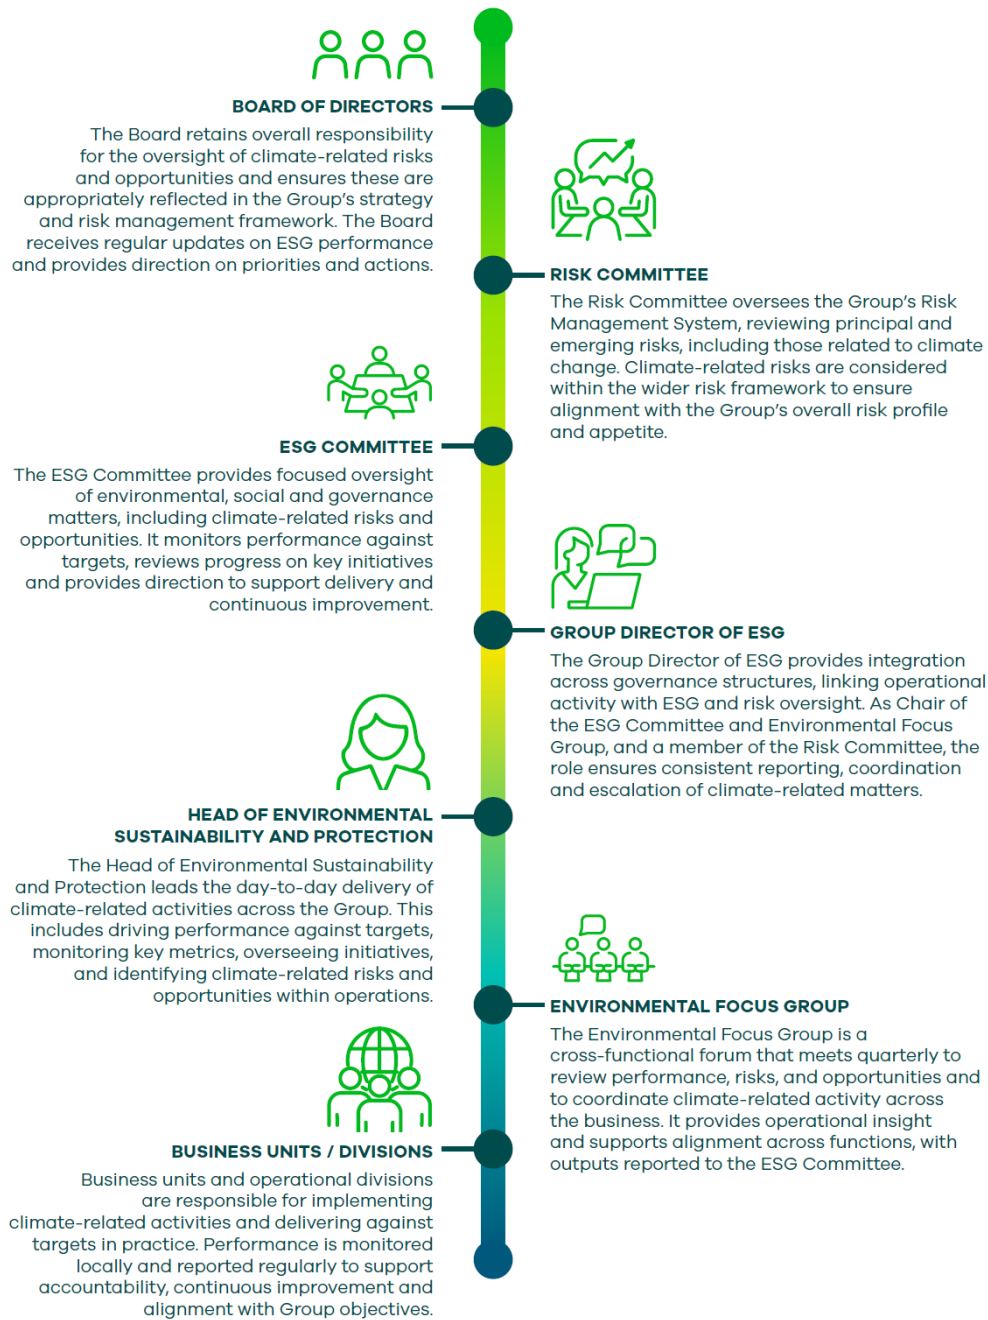 BOARD OF DIRECTORS
The Board retains overall responsibility
for the oversight of climate-related risks
and opportunities and ensures these are
appropriately reflected in the Group's strategy
and risk management framework. The Board
receives regular updates on ESG performance
and provides direction on priorities and actions.
RISK COMMITTEE
The Risk Committee oversees the Group's Risk
Management System, reviewing principal and
emerging risks, including those related to climate
change. Climate-related risks are considered
within the wider risk framework to ensure
alignment with the Group's overall risk profile
and appetite.
ESG COMMITTEE
The ESG Committee provides focused oversight
of environmental, social and governance
matters, including climate-related risks and
opportunities. It monitors performance against
targets, reviews progress on key initiatives
and provides direction to support delivery and
continuous improvement.
GROUP DIRECTOR OF ESG
The Group Director of ESG provides integration
across governance structures, linking operational
activity with ESG and risk oversight. As Chair of
the ESG Committee and Environmental Focus
Group, and a member of the Risk Committee, the
role ensures consistent reporting, coordination
and escalation of climate-related matters.
HEAD OF ENVIRONMENTAL
SUSTAINABILITY AND PROTECTION
The Head of Environmental Sustainability
and Protection leads the day-to-day delivery of
climate-related activities across the Group. This
includes driving performance against targets,
monitoring key metrics, overseeing initiatives,
and identifying climate-related risks and
opportunities within operations.
ENVIRONMENTAL FOCUS GROUP
The Environmental Focus Group is a
cross-functional forum that meets quarterly to
review performance, risks, and opportunities and
to coordinate climate-related activity across
the business. It provides operational insight
and supports alignment across functions, with
outputs reported to the ESG Committee.
BUSINESS UNITS / DIVISIONS
Business units and operational divisions
are responsible for implementing
climate-related activities and delivering against
targets in practice. Performance is monitored
locally and reported regularly to support
accountability, continuous improvement and
alignment with Group objectives.